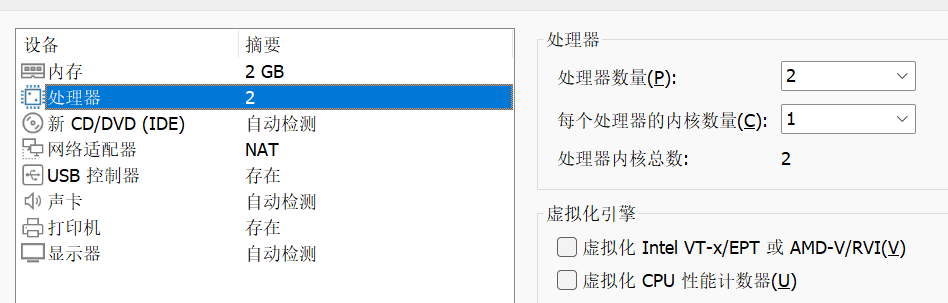 设备 摘要
内存 2 GB
处理器 2
新 CD/DVD (IDE) 自动检测
网络适配器 NAT
USB 控制器 存在
声卡 自动检测
打印机 存在
显示器 自动检测
处理器
处理器数量(P): 2
每个处理器的内核数量(C): 1
处理器内核总数: 2
虚拟化引擎
虚拟化 Intel VT-x/EPT 或 AMD-V/RVI(V)
虚拟化 CPU 性能计数器(U)